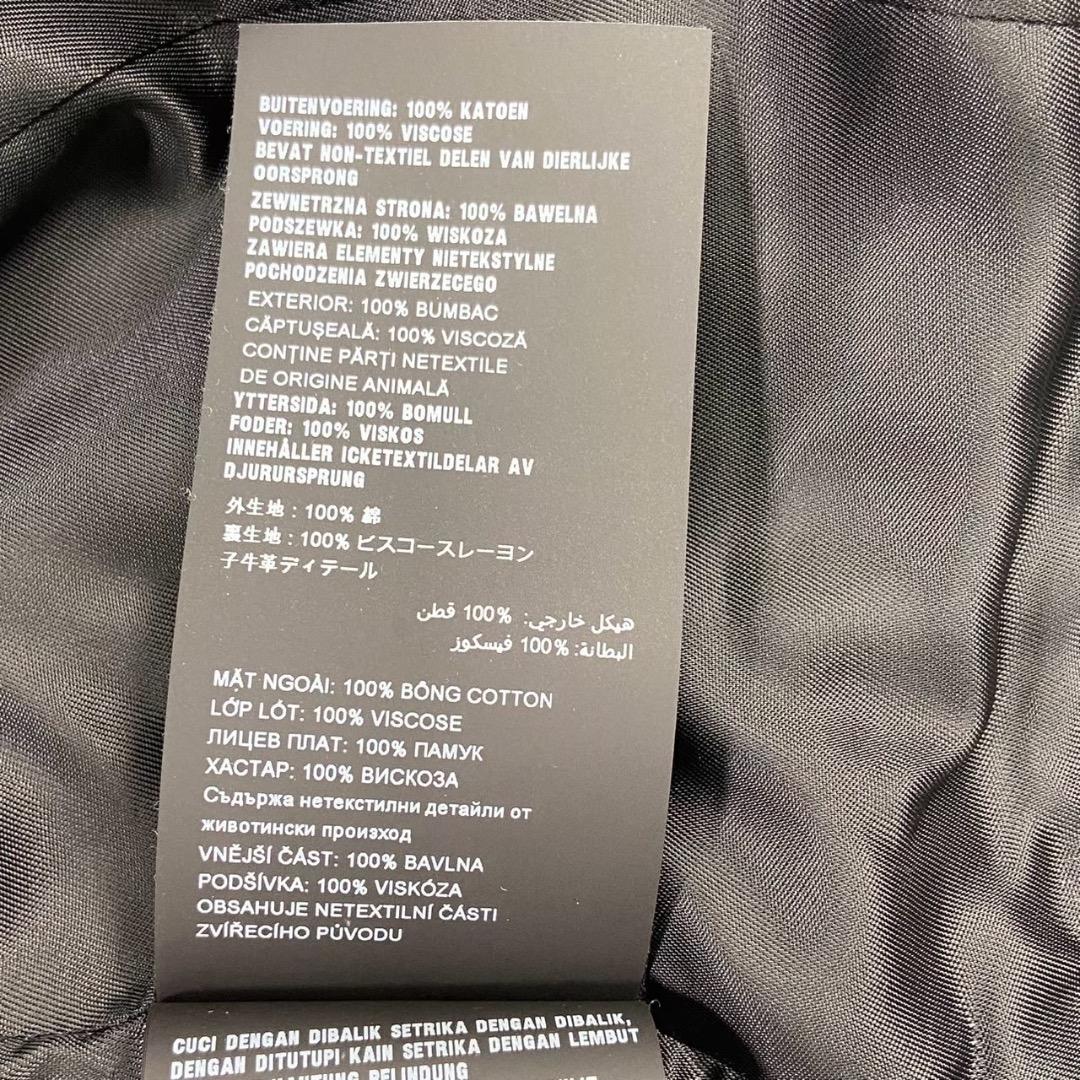 BUITENVOERING: 100% KATOEN
VOERING: 100% VISCOSE
BEVAT NON-TEXTIEL DELEN VAN DIERLIJKE
OORSPRONG
ZEWNETRZNA STRONA: 100% BAWELNA
PODSZEWKA: 100% WISKOZA
ZAWIERA ELEMENTY NIETEKSTYLNE
POCHODZENIA ZWIERZECEGO
EXTERIOR: 100% BUMBAC
CĂPTUȘEALĂ: 100% VISCOZĂ
CONȚINE PĂRȚI NETEXTILE
DE ORIGINE ANIMALĂ
YTTERSIDA: 100% BOMULL
FODER: 100% VISKOS
INNEHÅLLER ICKETEXTILDELAR AV
DJURURSPRUNG
外生地 : 100% 綿
裏生地 : 100% ビスコースレーヨン
子牛革ディテール
هيكل خارجي: 100% قطن
البطانة: 100% فيسكوز
MẶT NGOÀI: 100% BÔNG COTTON
LỚP LÓT: 100% VISCOSE
ЛИЦЕВ ПЛАТ: 100% ПАМУК
ХАСТАР: 100% ВИСКОЗА
Съдържа нетекстилни детайли от
животински произход
VNĚJŠÍ ČÁST: 100% BAVLNA
PODŠÍVKA: 100% VISKÓZA
OBSAHUJE NETEXTILNÍ ČÁSTI
ZVÍŘECÍHO PŮVODU
CUCI DENGAN DIBALIK SETRIKA DENGAN DIBALIK,
DENGAN DITUTUPI KAIN SETRIKA DENGAN LEMBUT
PELINDUNG